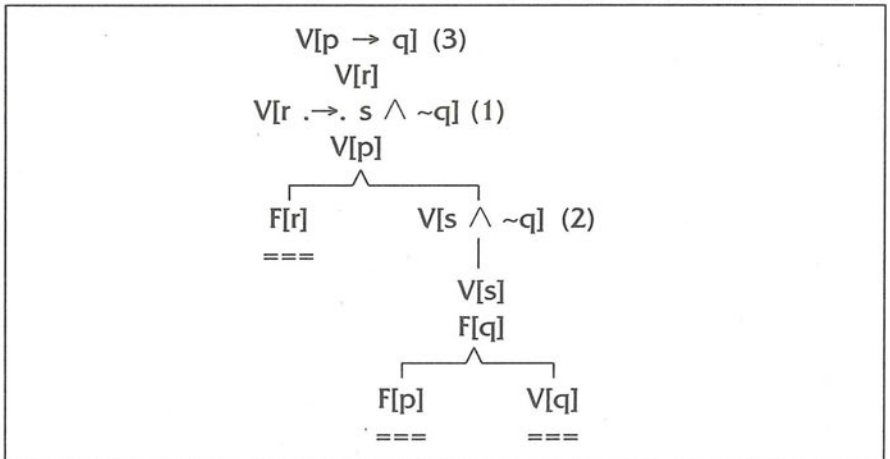 V[p → q] (3)
V[r]
V[r .→. s ∧ ~q] (1)
V[p]
F[r] V[s ∧ ~q] (2)
===
V[s]
F[q]
F[p] V[q]
=== ===